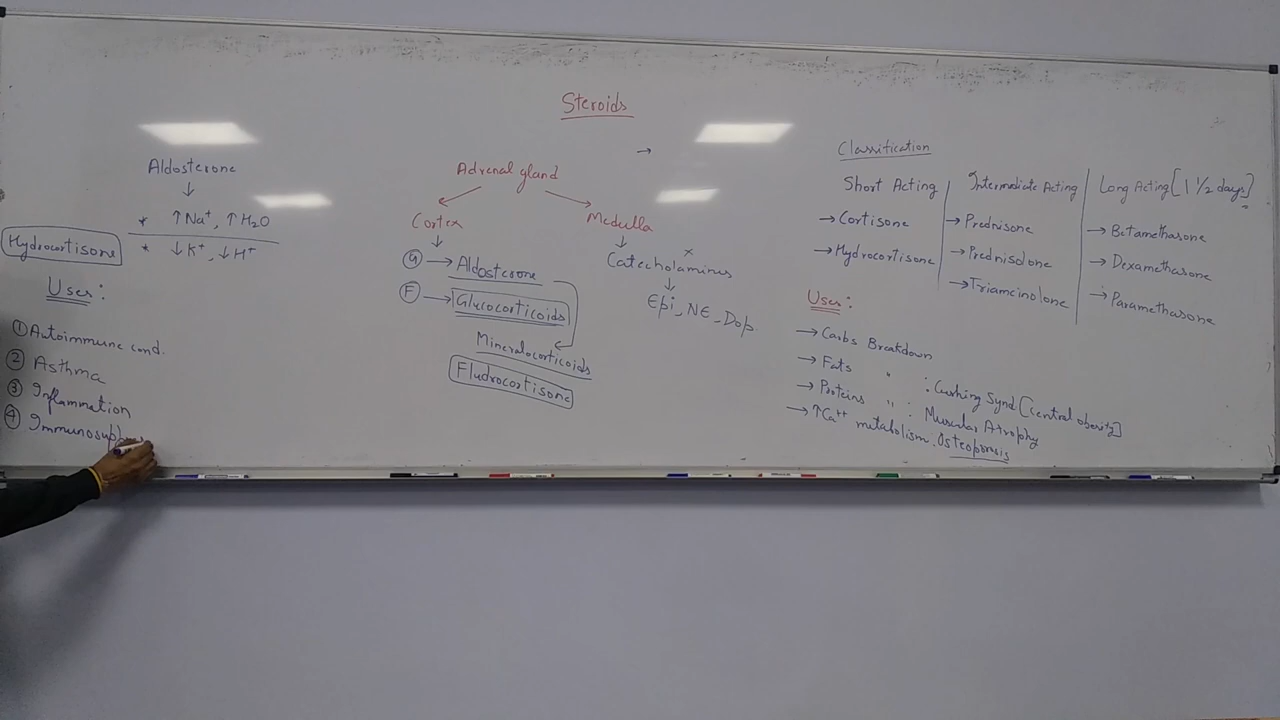 Steroids
Aldosterone
↓
* ↑Na⁺, ↑H₂O
* ↓K⁺, ↓H⁺
Hydrocortisone
Uses:
① Autoimmune cond.
② Asthma
③ Inflammation
④ Immunosup
→
Adrenal gland
Cortex
Medulla
↓
↓
G → Aldosterone
F → Glucocorticoids
Mineralocorticoids
Fludrocortisone
x
Catecholamines
↓
Epi, NE, Dop.
Classification
Short Acting
→ Cortisone
→ Hydrocortisone
Intermediate Acting
→ Prednisone
→ Prednisolone
→ Triamcinolone
Long Acting [1 1/2 days]
→ Betamethasone
→ Dexamethasone
→ Paramethasone
Uses:
→ Carbs Breakdown
→ Fats " : Cushing Synd [central obesity]
→ Proteins " : Muscular Atrophy
→ ↑Ca⁺⁺ metabolism. Osteoporosis